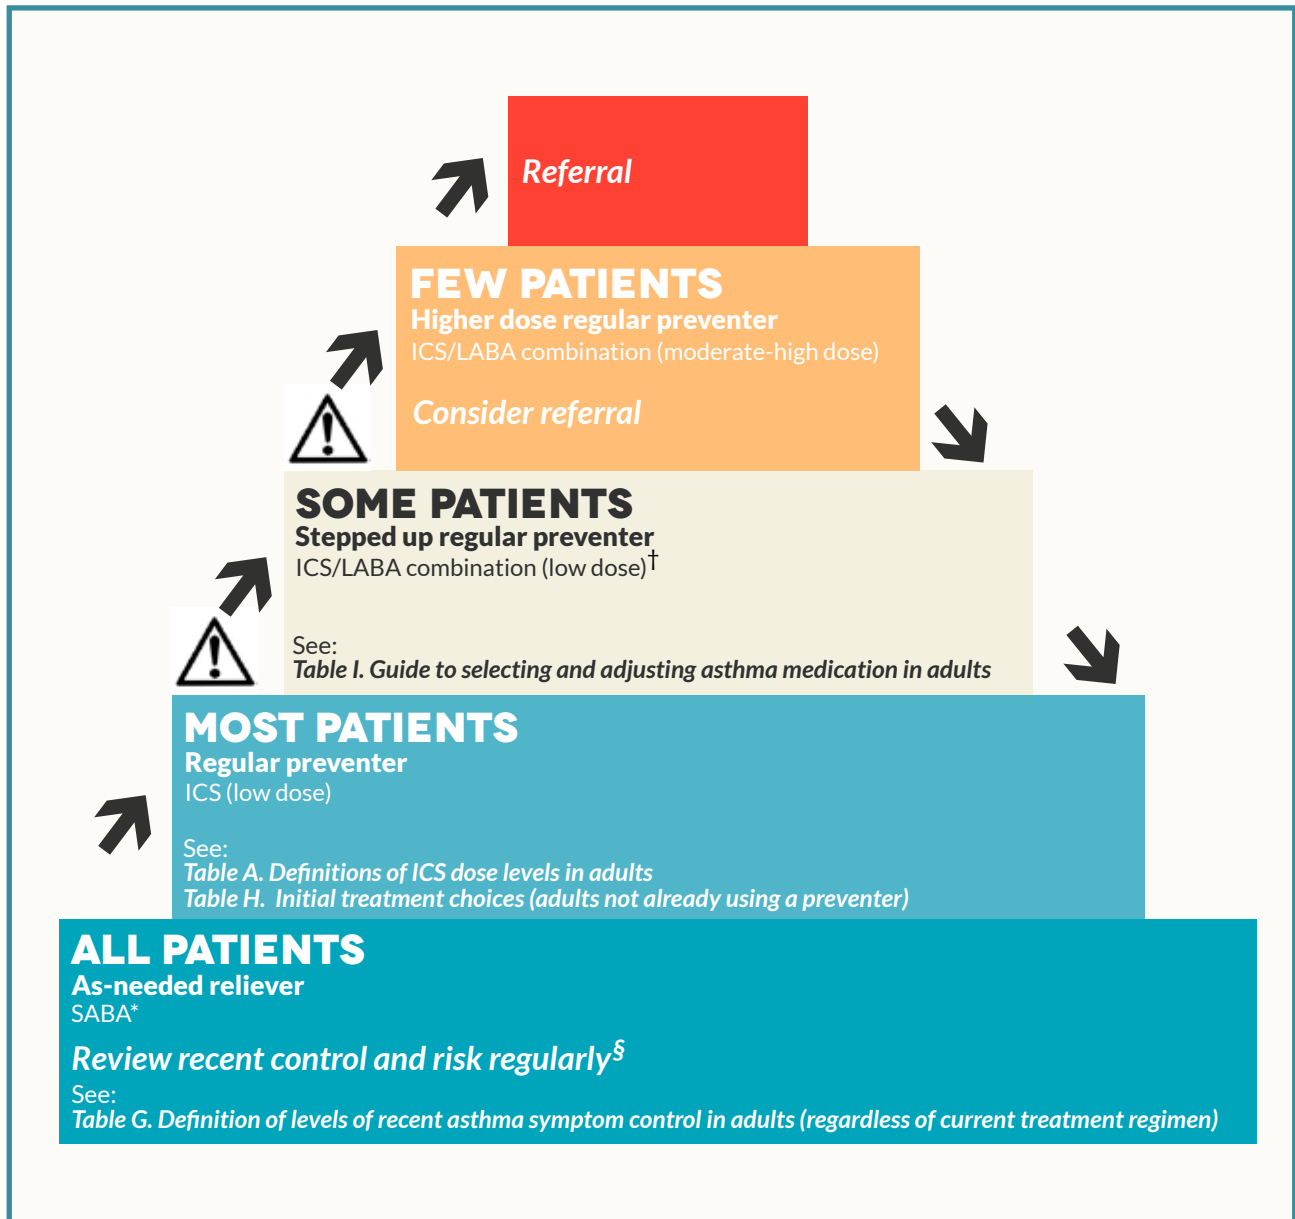 Referral
FEW PATIENTS
Higher dose regular preventer
ICS/LABA combination (moderate-high dose)
Consider referral
SOME PATIENTS
Stepped up regular preventer
ICS/LABA combination (low dose)†
See:
Table I. Guide to selecting and adjusting asthma medication in adults
MOST PATIENTS
Regular preventer
ICS (low dose)
See:
Table A. Definitions of ICS dose levels in adults
Table H. Initial treatment choices (adults not already using a preventer)
ALL PATIENTS
As-needed reliever
SABA*
Review recent control and risk regularly§
See:
Table G. Definition of levels of recent asthma symptom control in adults (regardless of current treatment regimen)